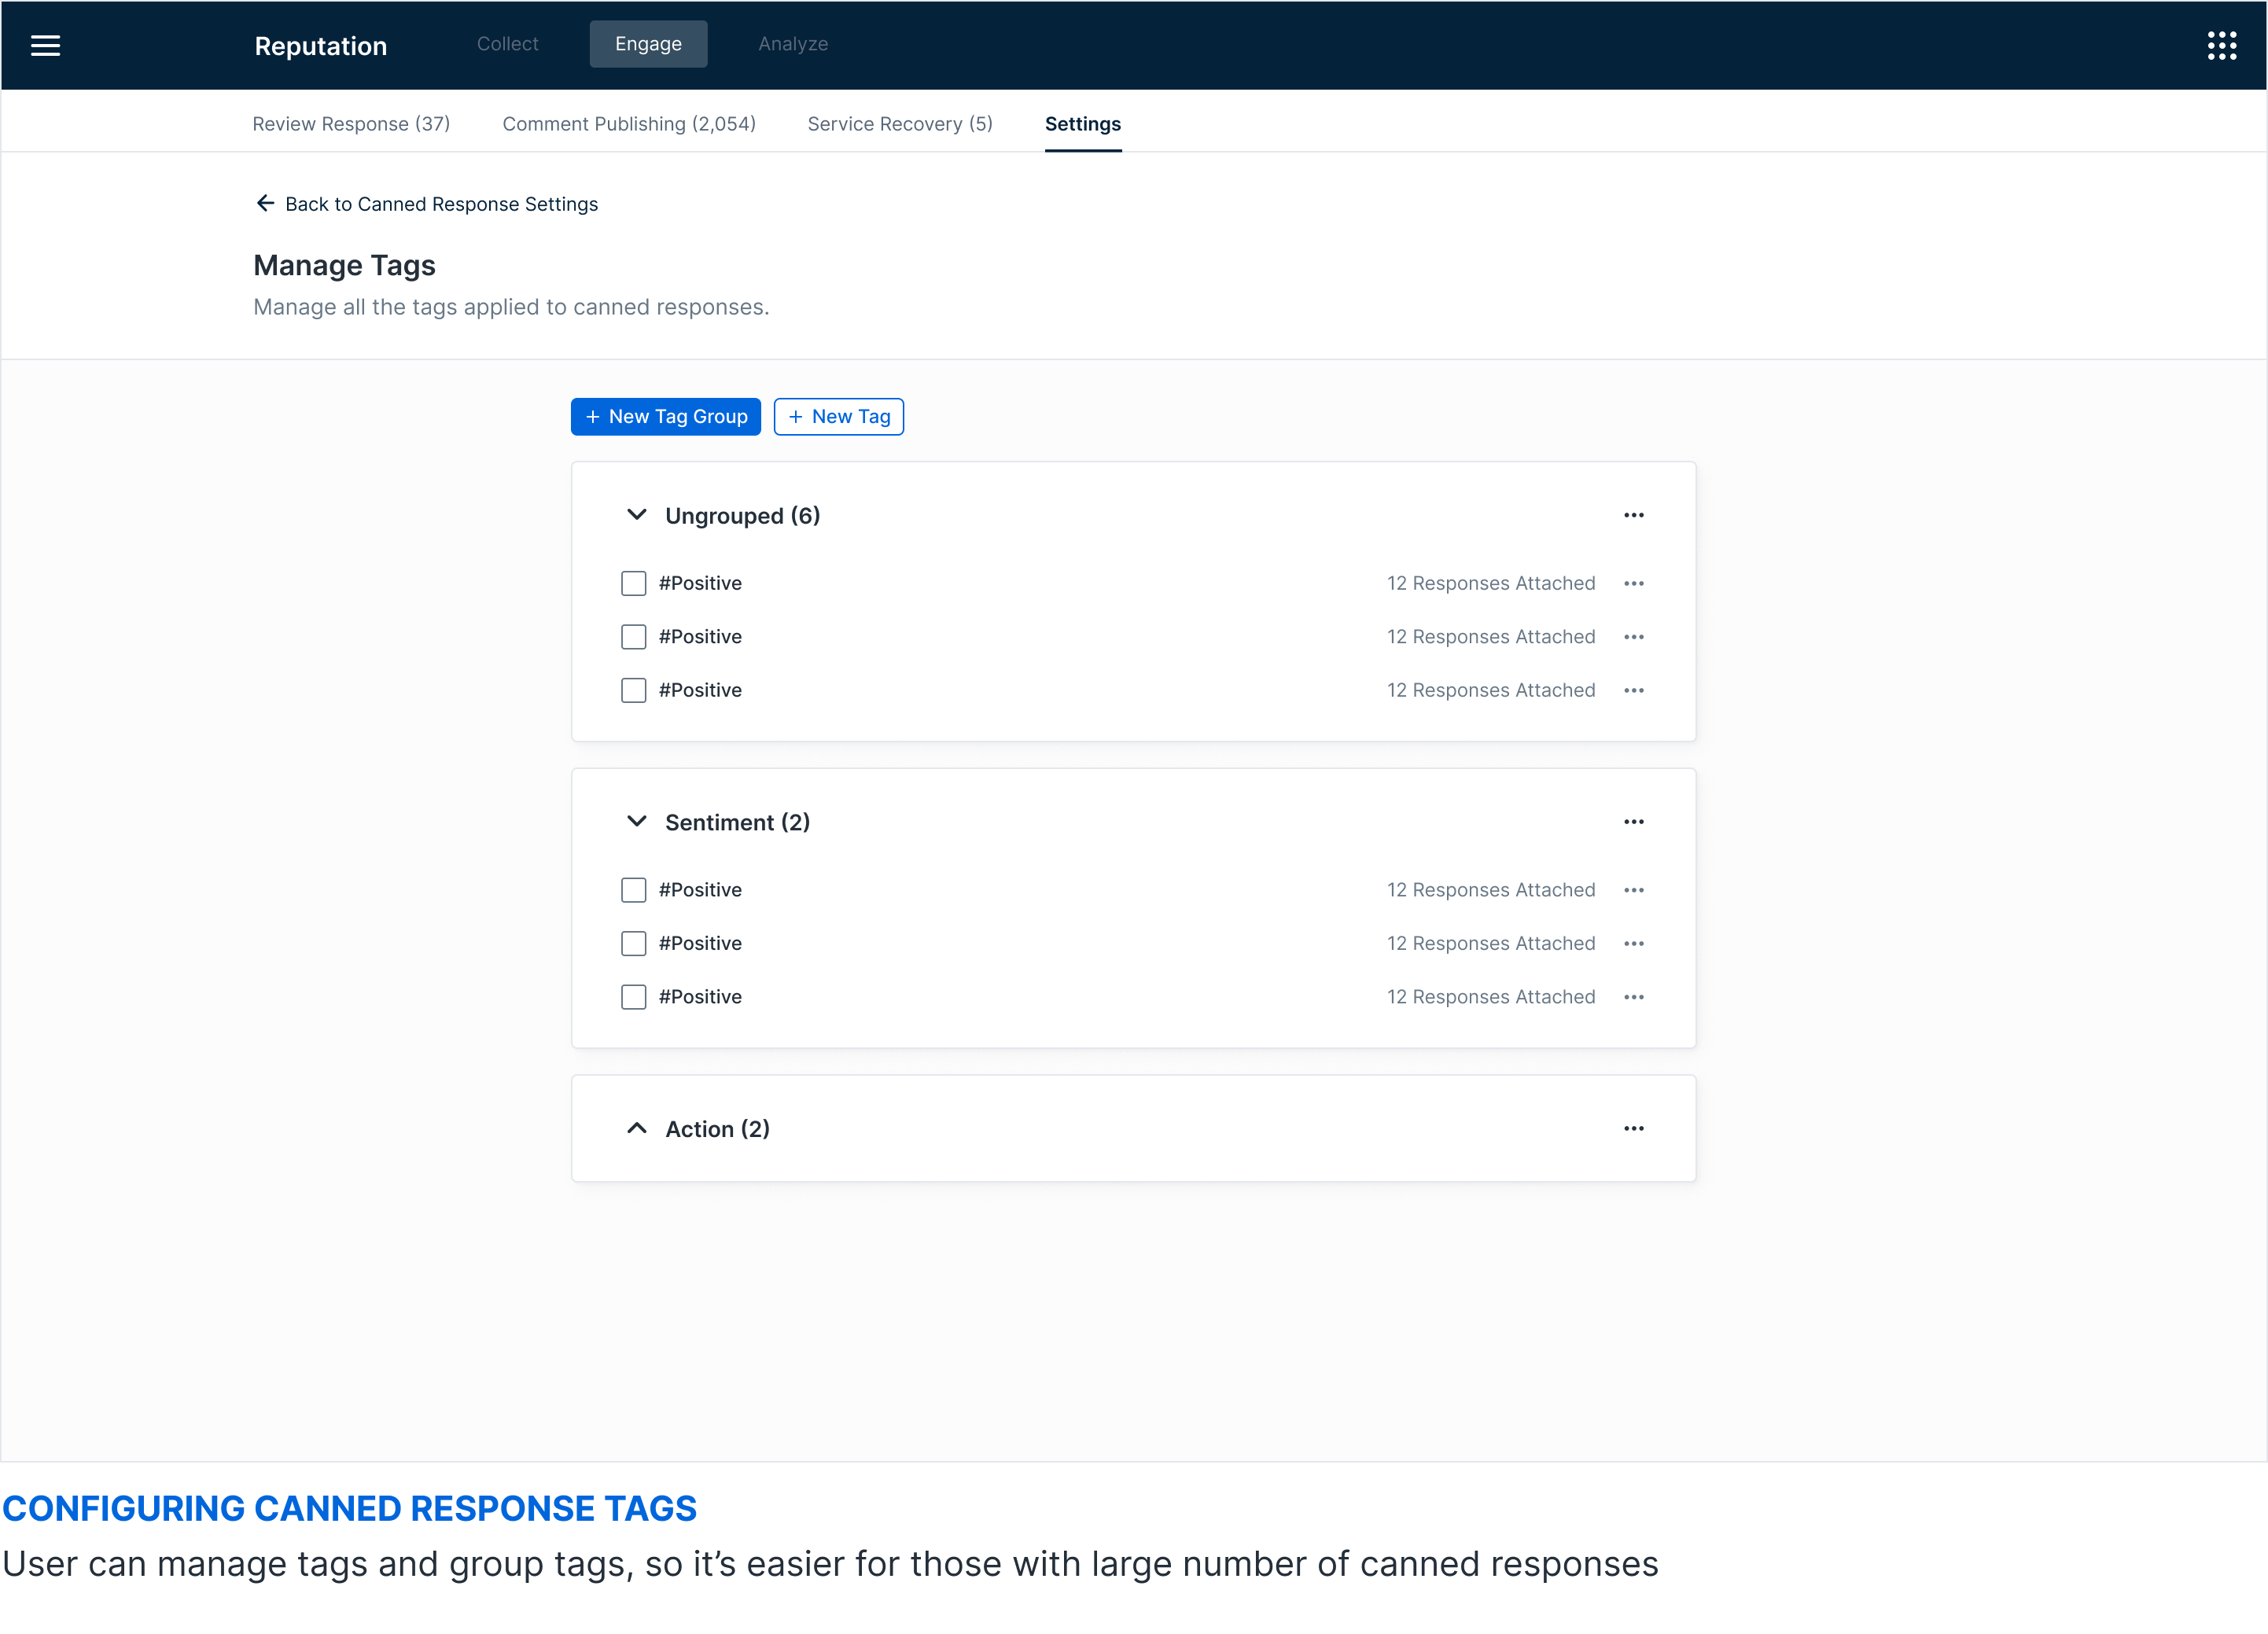 Reputation Collect Engage Analyze
Review Response (37) Comment Publishing (2,054) Service Recovery (5) Settings
Back to Canned Response Settings
Manage Tags
Manage all the tags applied to canned responses.
+ New Tag Group + New Tag
Ungrouped (6)
#Positive 12 Responses Attached
#Positive 12 Responses Attached
#Positive 12 Responses Attached
Sentiment (2)
#Positive 12 Responses Attached
#Positive 12 Responses Attached
#Positive 12 Responses Attached
Action (2)
CONFIGURING CANNED RESPONSE TAGS
User can manage tags and group tags, so it’s easier for those with large number of canned responses